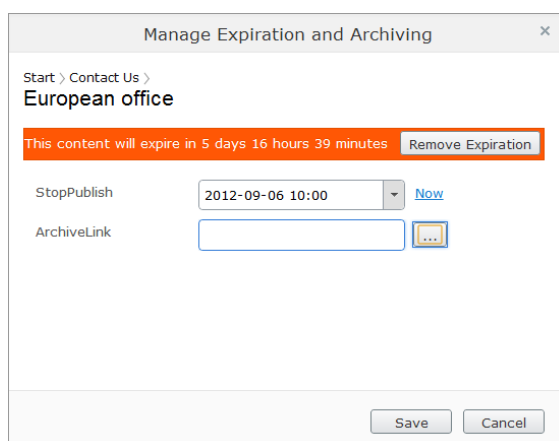 Manage Expiration and Archiving ×
Start > Contact Us >
European office
This content will expire in 5 days 16 hours 39 minutes Remove Expiration
StopPublish 2012-09-06 10:00 Now
ArchiveLink ...
Save Cancel